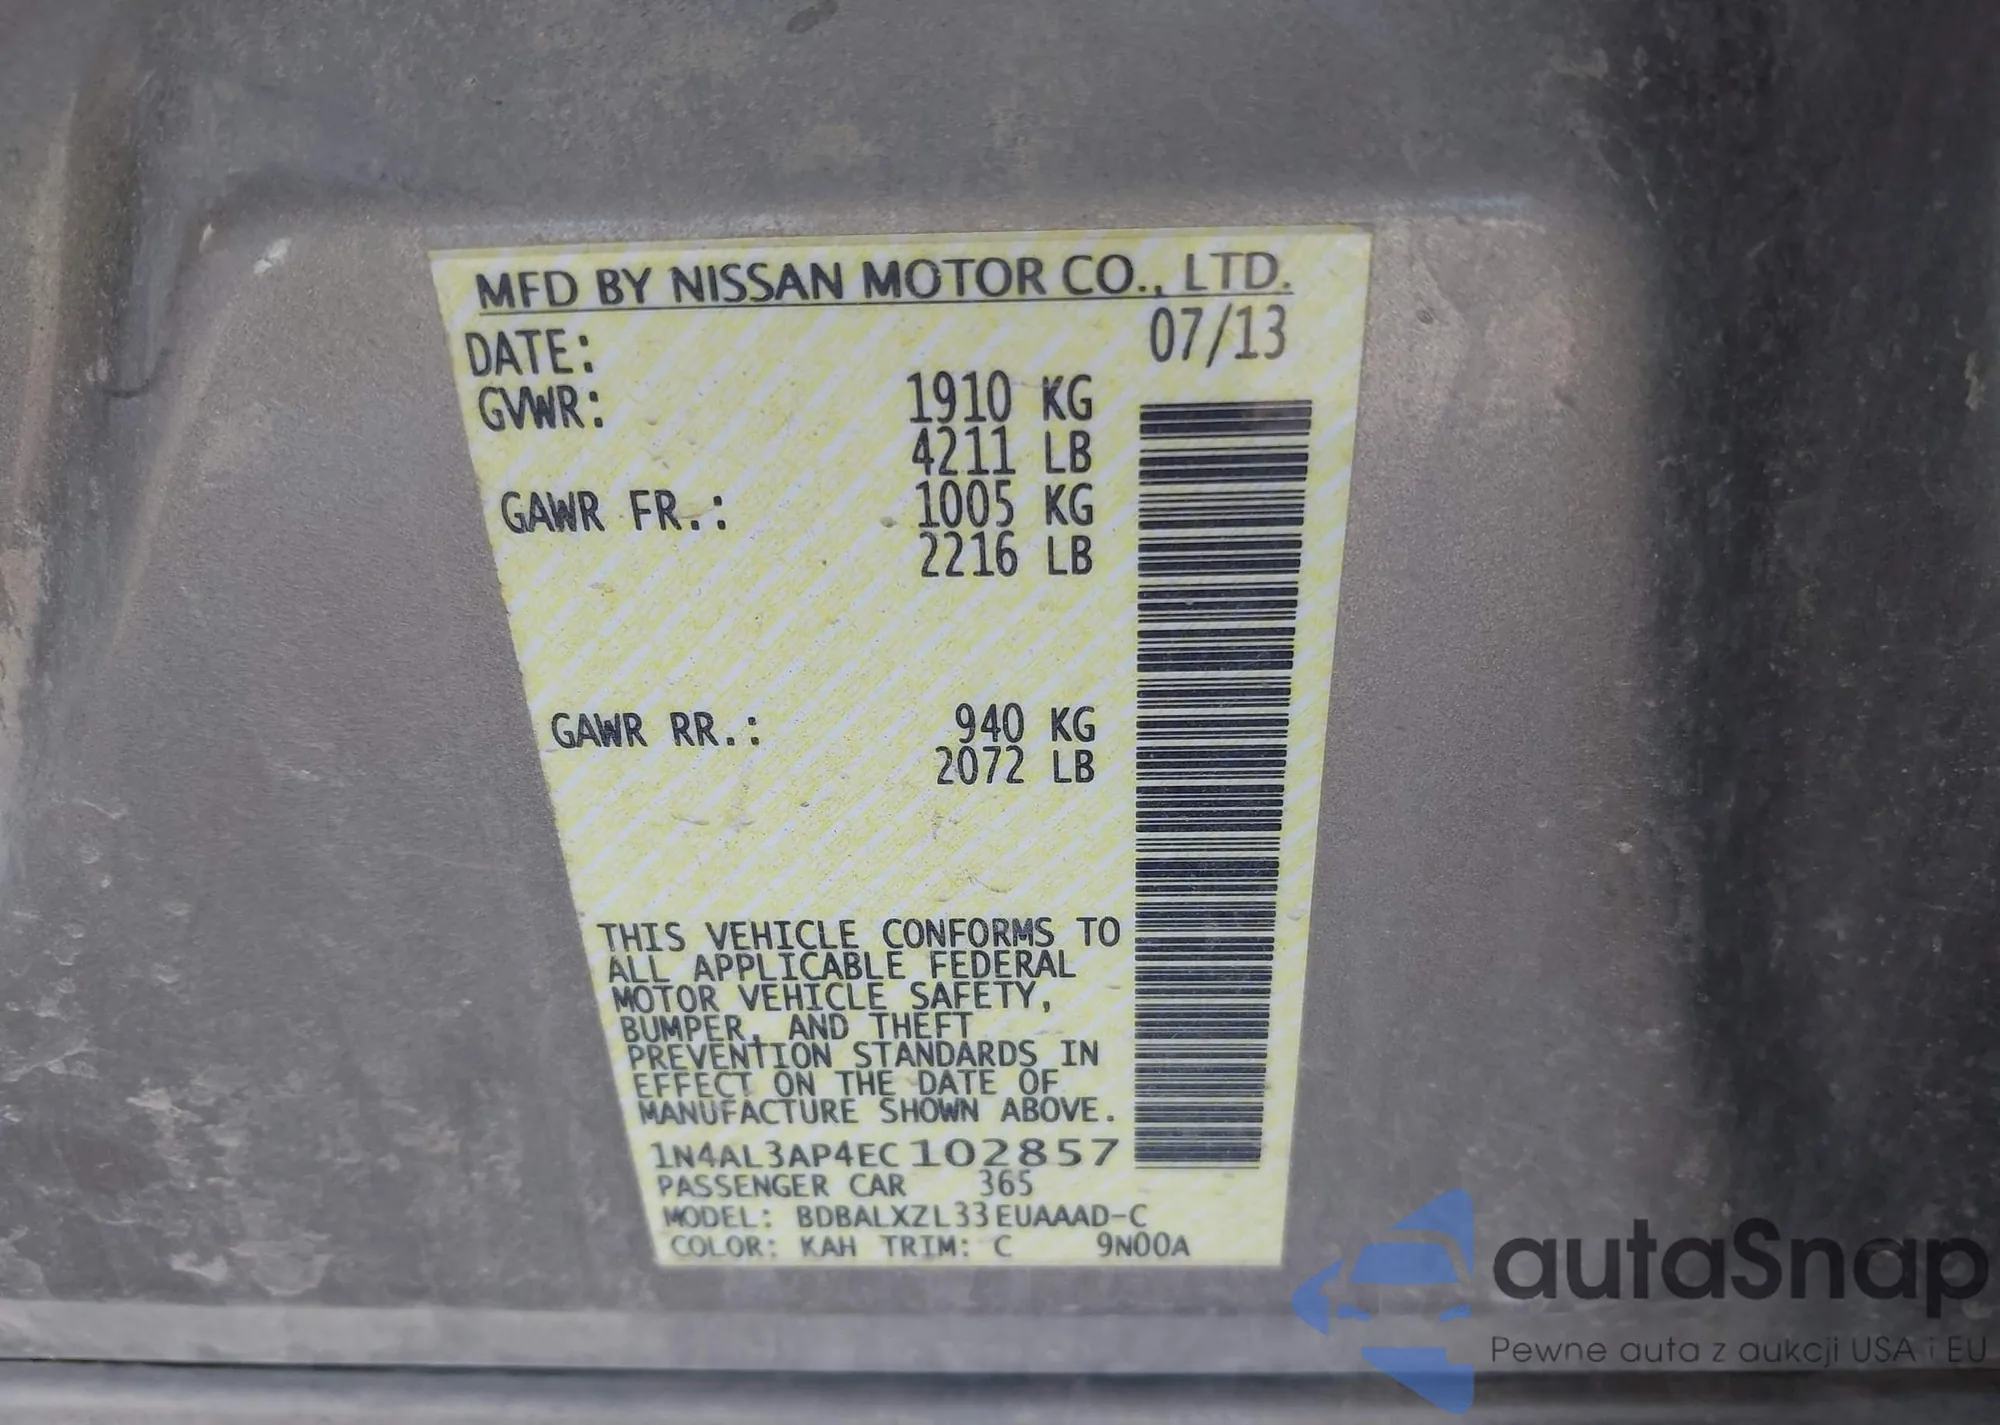 MFD BY NISSAN MOTOR CO., LTD.
DATE: 07/13
GVWR: 1910 KG
4211 LB
GAWR FR.: 1005 KG
2216 LB
GAWR RR.: 940 KG
2072 LB
THIS VEHICLE CONFORMS TO
ALL APPLICABLE FEDERAL
MOTOR VEHICLE SAFETY,
BUMPER, AND THEFT
PREVENTION STANDARDS IN
EFFECT ON THE DATE OF
MANUFACTURE SHOWN ABOVE.
1N4AL3AP4EC102857
PASSENGER CAR 365
MODEL: BDBALXZL33EUAAAD-C
COLOR: KAH TRIM: C 9N00A
autaSnap
Pewne auta z aukcji USA i EU